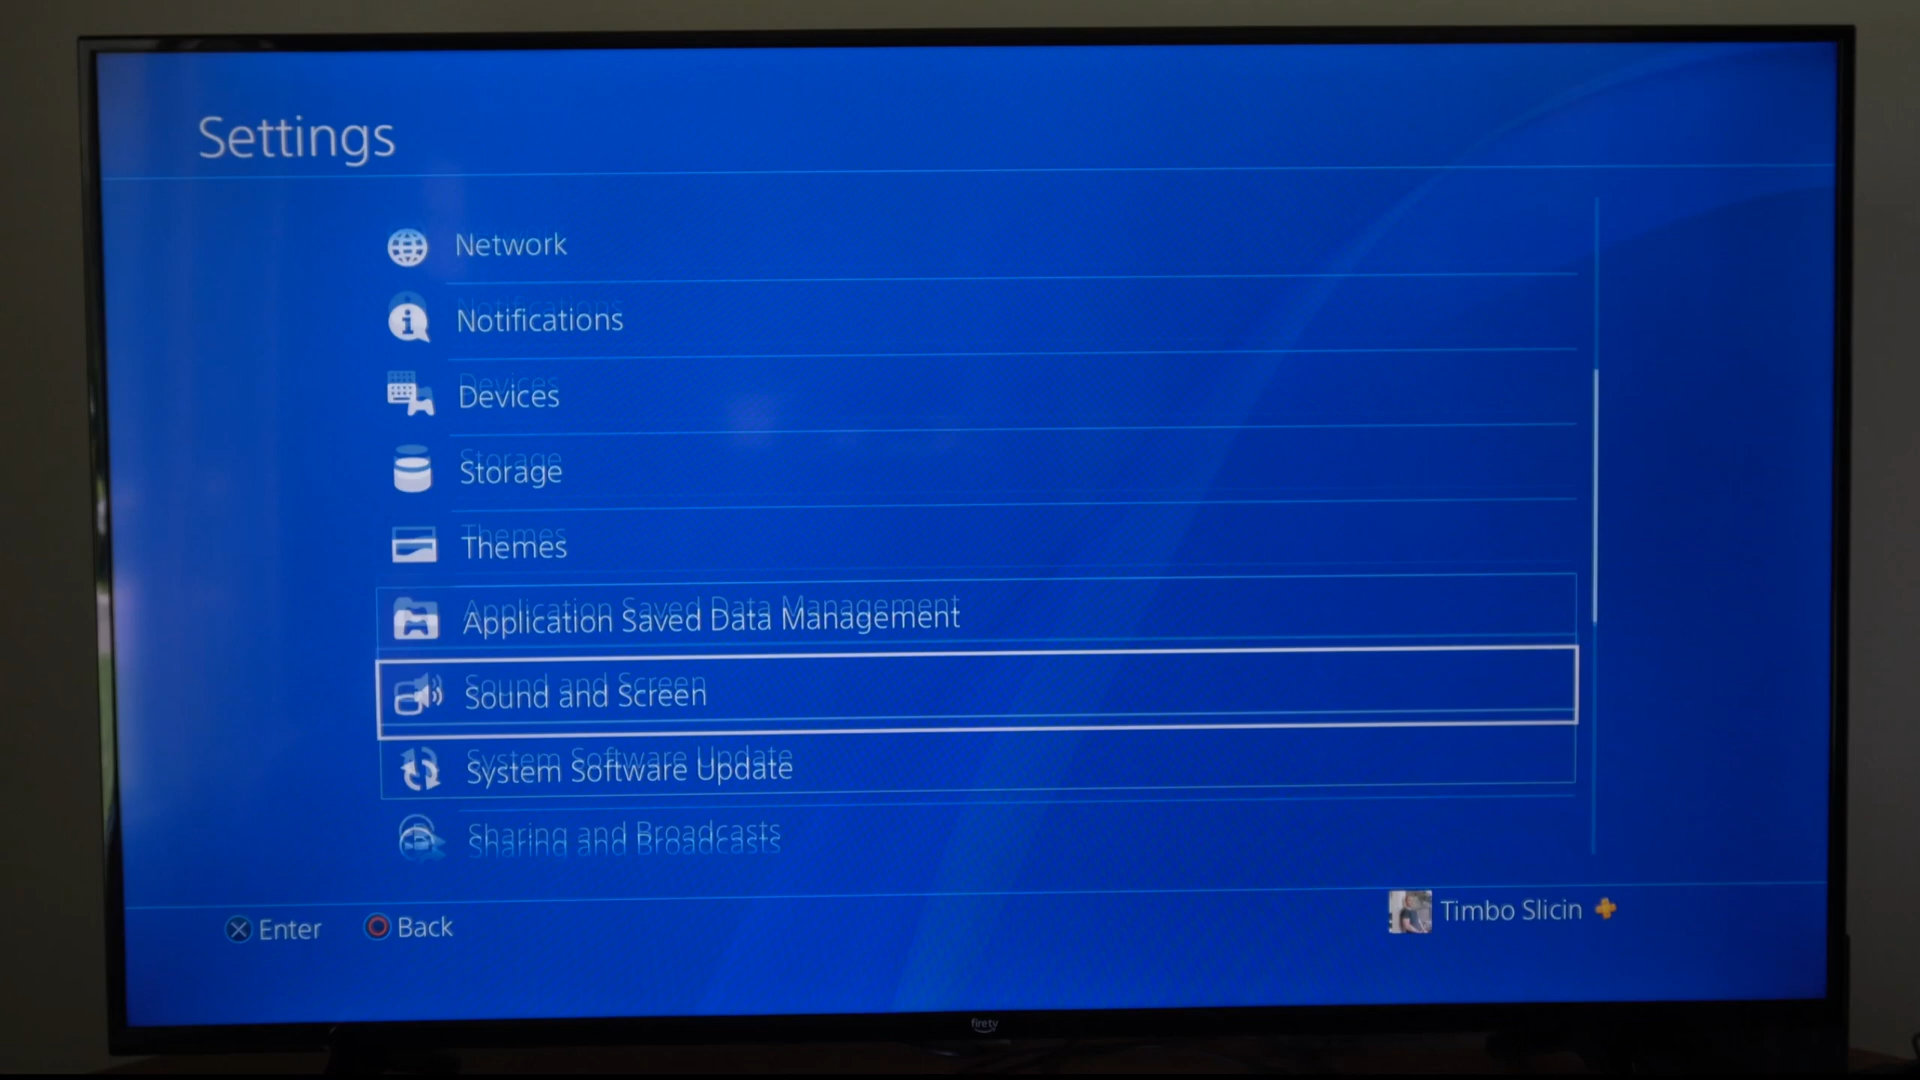 Settings
Network
Notifications
Devices
Storage
Themes
Application Saved Data Management
Sound and Screen
System Software Update
Sharing and Broadcasts
Enter Back
Timbo Slicin
firetv